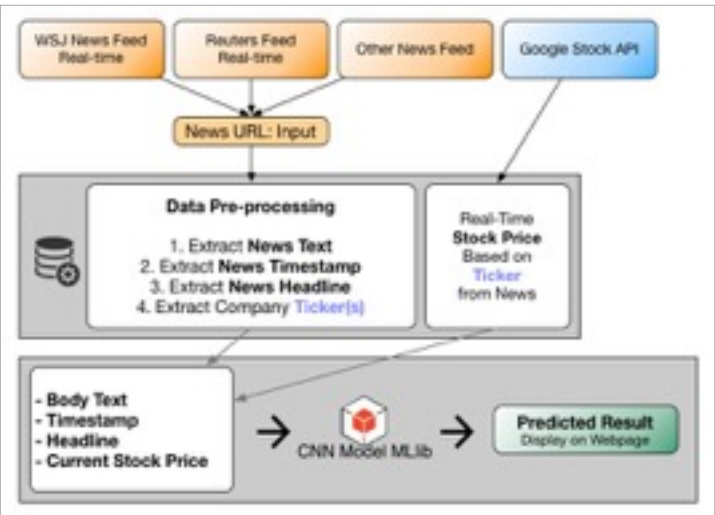 WSJ News Feed
Real-time
Reuters Feed
Real-time
Other News Feed
Google Stock API
News URL: Input
Data Pre-processing
1. Extract News Text
2. Extract News Timestamp
3. Extract News Headline
4. Extract Company Ticker(s)
Real-Time
Stock Price
Based on
Ticker
from News
- Body Text
- Timestamp
- Headline
- Current Stock Price
CNN Model MLlib
Predicted Result
Display on Webpage